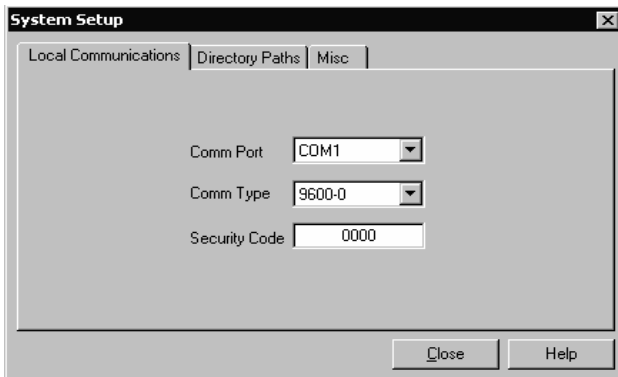 System Setup
Local Communications Directory Paths Misc
Comm Port COM1
Comm Type 9600-0
Security Code 0000
Close Help